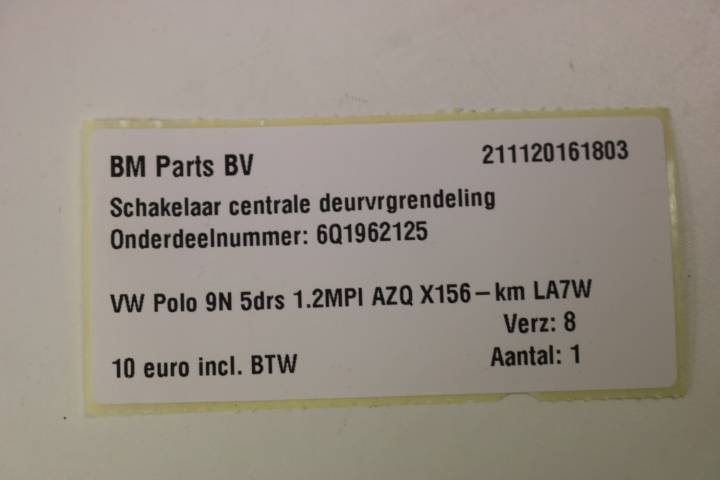 BM Parts BV 211120161803
Schakelaar centrale deurvrgrendeling
Onderdeelnummer: 6Q1962125
VW Polo 9N 5drs 1.2MPI AZQ X156-km LA7W
Verz: 8
10 euro incl. BTW Aantal: 1